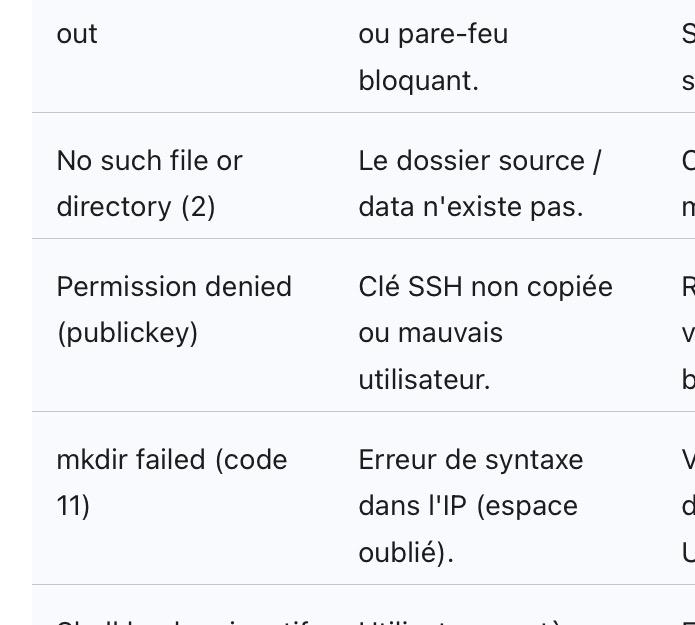 out
ou pare-feu
bloquant.
No such file or
directory (2)
Le dossier source /
data n'existe pas.
Permission denied
(publickey)
Clé SSH non copiée
ou mauvais
utilisateur.
mkdir failed (code
11)
Erreur de syntaxe
dans l'IP (espace
oublié).